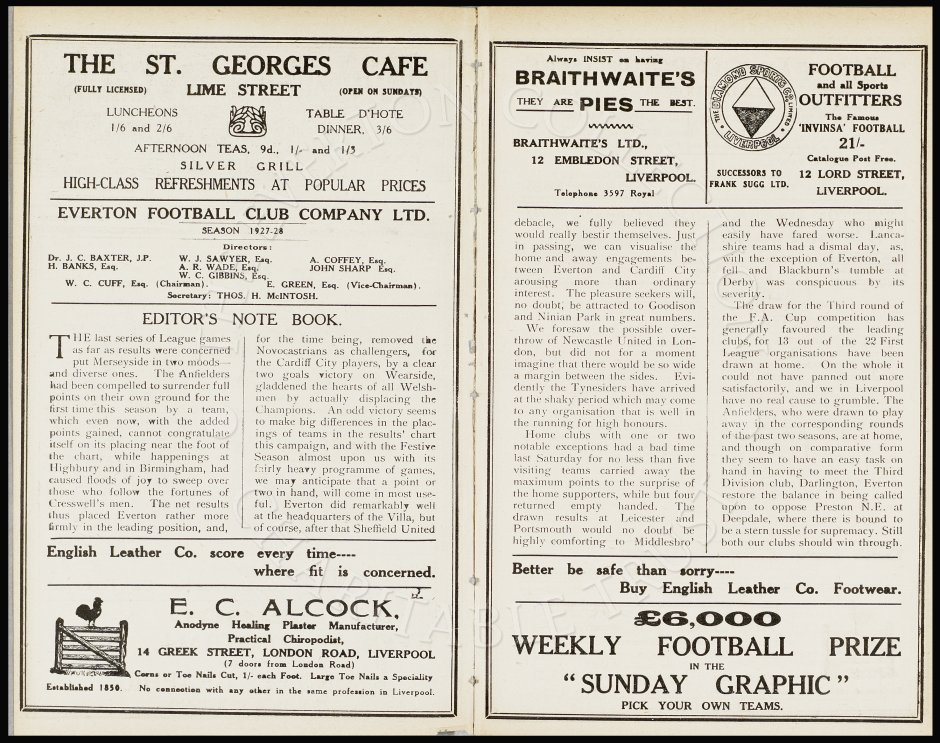 THE ST. GEORGES CAFE
(FULLY LICENSED) LIME STREET (OPEN ON SUNDAYS)
LUNCHEONS
1/6 and 2/6
TABLE D'HOTE
DINNER, 3/6
AFTERNOON TEAS, 9d., 1/- and 1/3
SILVER GRILL
HIGH-CLASS REFRESHMENTS AT POPULAR PRICES
EVERTON FOOTBALL CLUB COMPANY LTD.
SEASON 1927-28
Directors:
Dr. J. C. BAXTER, J.P. W. J. SAWYER, Esq. A. COFFEY, Esq.
H. BANKS, Esq. A. R. WADE, Esq. JOHN SHARP Esq.
W. C. GIBBINS, Esq.
W. C. CUFF, Esq. (Chairman). E. GREEN, Esq. (Vice-Chairman).
Secretary: THOS. H. McINTOSH.
EDITOR'S NOTE BOOK.
THE last series of League games
as far as results were concerned
put Merseyside in two moods—
and diverse ones. The Anfielders
had been compelled to surrender full
points on their own ground for the
first time this season by a team,
which even now, with the added
points gained, cannot congratulate
itself on its placing near the foot of
the chart, while happenings at
Highbury and in Birmingham, had
caused floods of joy to sweep over
those who follow the fortunes of
Cresswell's men. The net results
thus placed Everton rather more
firmly in the leading position, and,
for the time being, removed the
Novocastrians as challengers, for
the Cardiff City players, by a clear
two goals victory on Wearside,
gladdened the hearts of all Welsh-
men by actually displacing the
Champions. An odd victory seems
to make big differences in the plac-
ings of teams in the results' chart
this campaign, and with the Festive
Season almost upon us with its
fairly heavy programme of games,
we may anticipate that a point or
two in hand, will come in most use-
ful. Everton did remarkably well
at the headquarters of the Villa, but
of course, after that Sheffield United
English Leather Co. score every time----
where fit is concerned.
E. C. ALCOCK,
Anodyne Healing Plaster Manufacturer,
Practical Chiropodist,
14 GREEK STREET, LONDON ROAD, LIVERPOOL
(7 doors from London Road)
Corns or Toe Nails Cut, 1/- each Foot. Large Toe Nails a Speciality
Established 1850. No connection with any other in the same profession in Liverpool.
Always INSIST on having
BRAITHWAITE'S
THEY ARE PIES THE BEST.
BRAITHWAITE'S LTD.,
12 EMBLEDON STREET,
LIVERPOOL.
Telephone 3597 Royal
THE DIAMOND SPORTS CO. LIMITED
LIVERPOOL
SUCCESSORS TO
FRANK SUGG LTD.
FOOTBALL
and all Sports
OUTFITTERS
The Famous
'INVINSA' FOOTBALL
21/-
Catalogue Post Free.
12 LORD STREET,
LIVERPOOL.
debacle, we fully believed they
would really bestir themselves. Just
in passing, we can visualise the
home and away engagements be-
tween Everton and Cardiff City
arousing more than ordinary
interest. The pleasure seekers will,
no doubt, be attracted to Goodison
and Ninian Park in great numbers.
We foresaw the possible over-
throw of Newcastle United in Lon-
don, but did not for a moment
imagine that there would be so wide
a margin between the sides. Evi-
dently the Tynesiders have arrived
at the shaky period which may come
to any organisation that is well in
the running for high honours.
Home clubs with one or two
notable exceptions had a bad time
last Saturday for no less than five
visiting teams carried away the
maximum points to the surprise of
the home supporters, while but four
returned empty handed. The
drawn results at Leicester and
Portsmouth would no doubt be
highly comforting to Middlesbro'
and the Wednesday who might
easily have fared worse. Lanca-
shire teams had a dismal day, as,
with the exception of Everton, all
fell and Blackburn's tumble at
Derby was conspicuous by its
severity.
The draw for the Third round of
the F.A. Cup competition has
generally favoured the leading
clubs, for 13 out of the 22 First
League organisations have been
drawn at home. On the whole it
could not have panned out more
satisfactorily, and we in Liverpool
have no real cause to grumble. The
Anfielders, who were drawn to play
away in the corresponding rounds
of the past two seasons, are at home,
and though on comparative form
they seem to have an easy task on
hand in having to meet the Third
Division club, Darlington, Everton
restore the balance in being called
upon to oppose Preston N.E. at
Deepdale, where there is bound to
be a stern tussle for supremacy. Still
both our clubs should win through.
Better be safe than sorry----
Buy English Leather Co. Footwear.
£6,000
WEEKLY FOOTBALL PRIZE
IN THE
"SUNDAY GRAPHIC"
PICK YOUR OWN TEAMS.